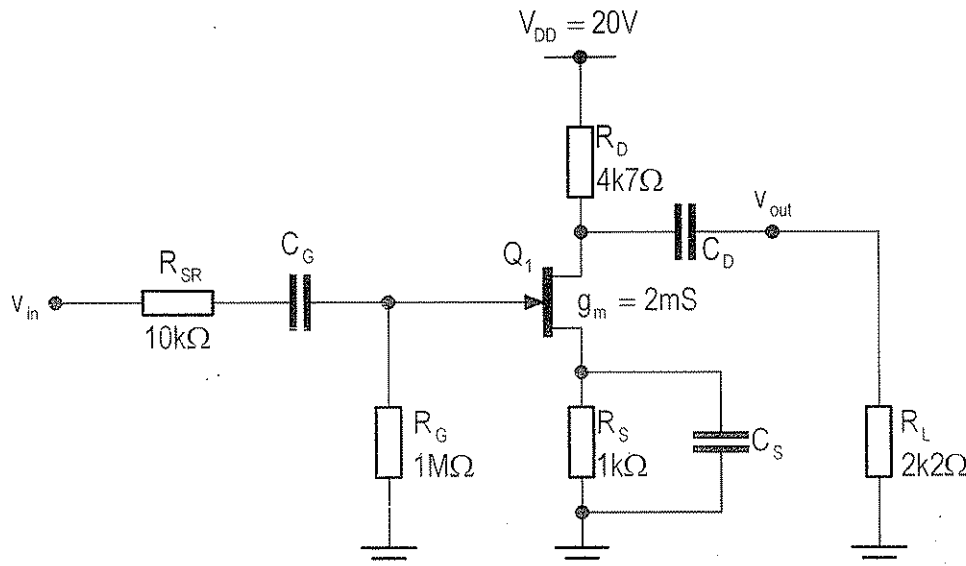 V_DD = 20V
R_D
4k7Ω
V_out
C_G
C_D
R_SR
Q_1
V_in
g_m = 2mS
10kΩ
R_G
1MΩ
R_S
1kΩ
C_S
R_L
2k2Ω